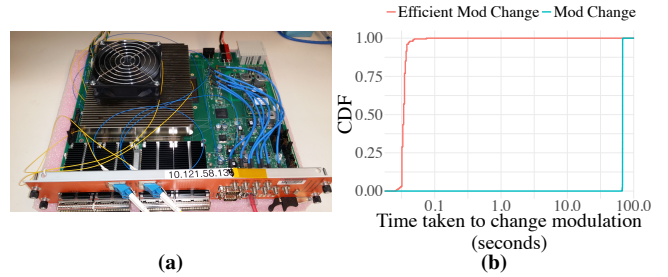 Efficient Mod Change Mod Change
10.121.58.13
CDF
1.00
0.75
0.50
0.25
0.00
0.1 1.0 10.0 100.0
Time taken to change modulation
(seconds)
(a) (b)